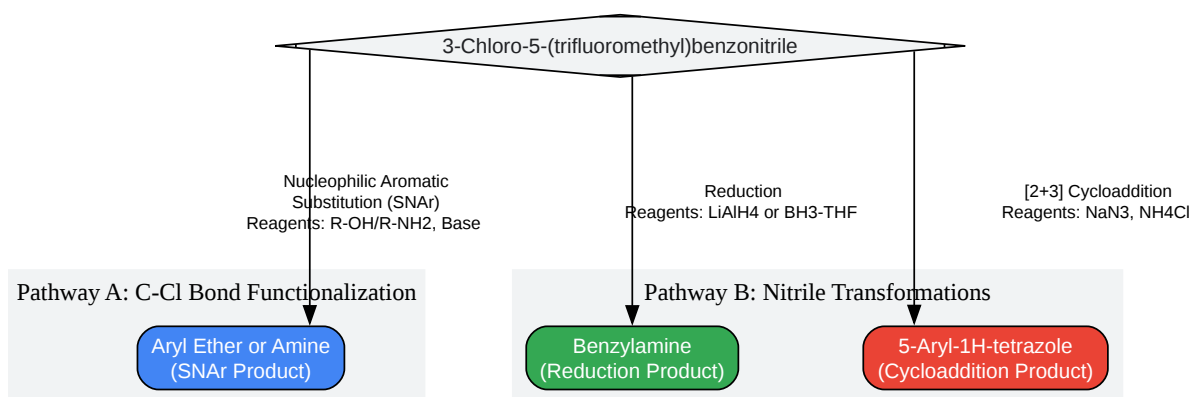 3-Chloro-5-(trifluoromethyl)benzonitrile
Nucleophilic Aromatic
Substitution (SNAr)
Reagents: R-OH/R-NH2, Base
Reduction
Reagents: LiAlH4 or BH3-THF
[2+3] Cycloaddition
Reagents: NaN3, NH4Cl
Pathway A: C-Cl Bond Functionalization
Aryl Ether or Amine
(SNAr Product)
Pathway B: Nitrile Transformations
Benzylamine
(Reduction Product)
5-Aryl-1H-tetrazole
(Cycloaddition Product)